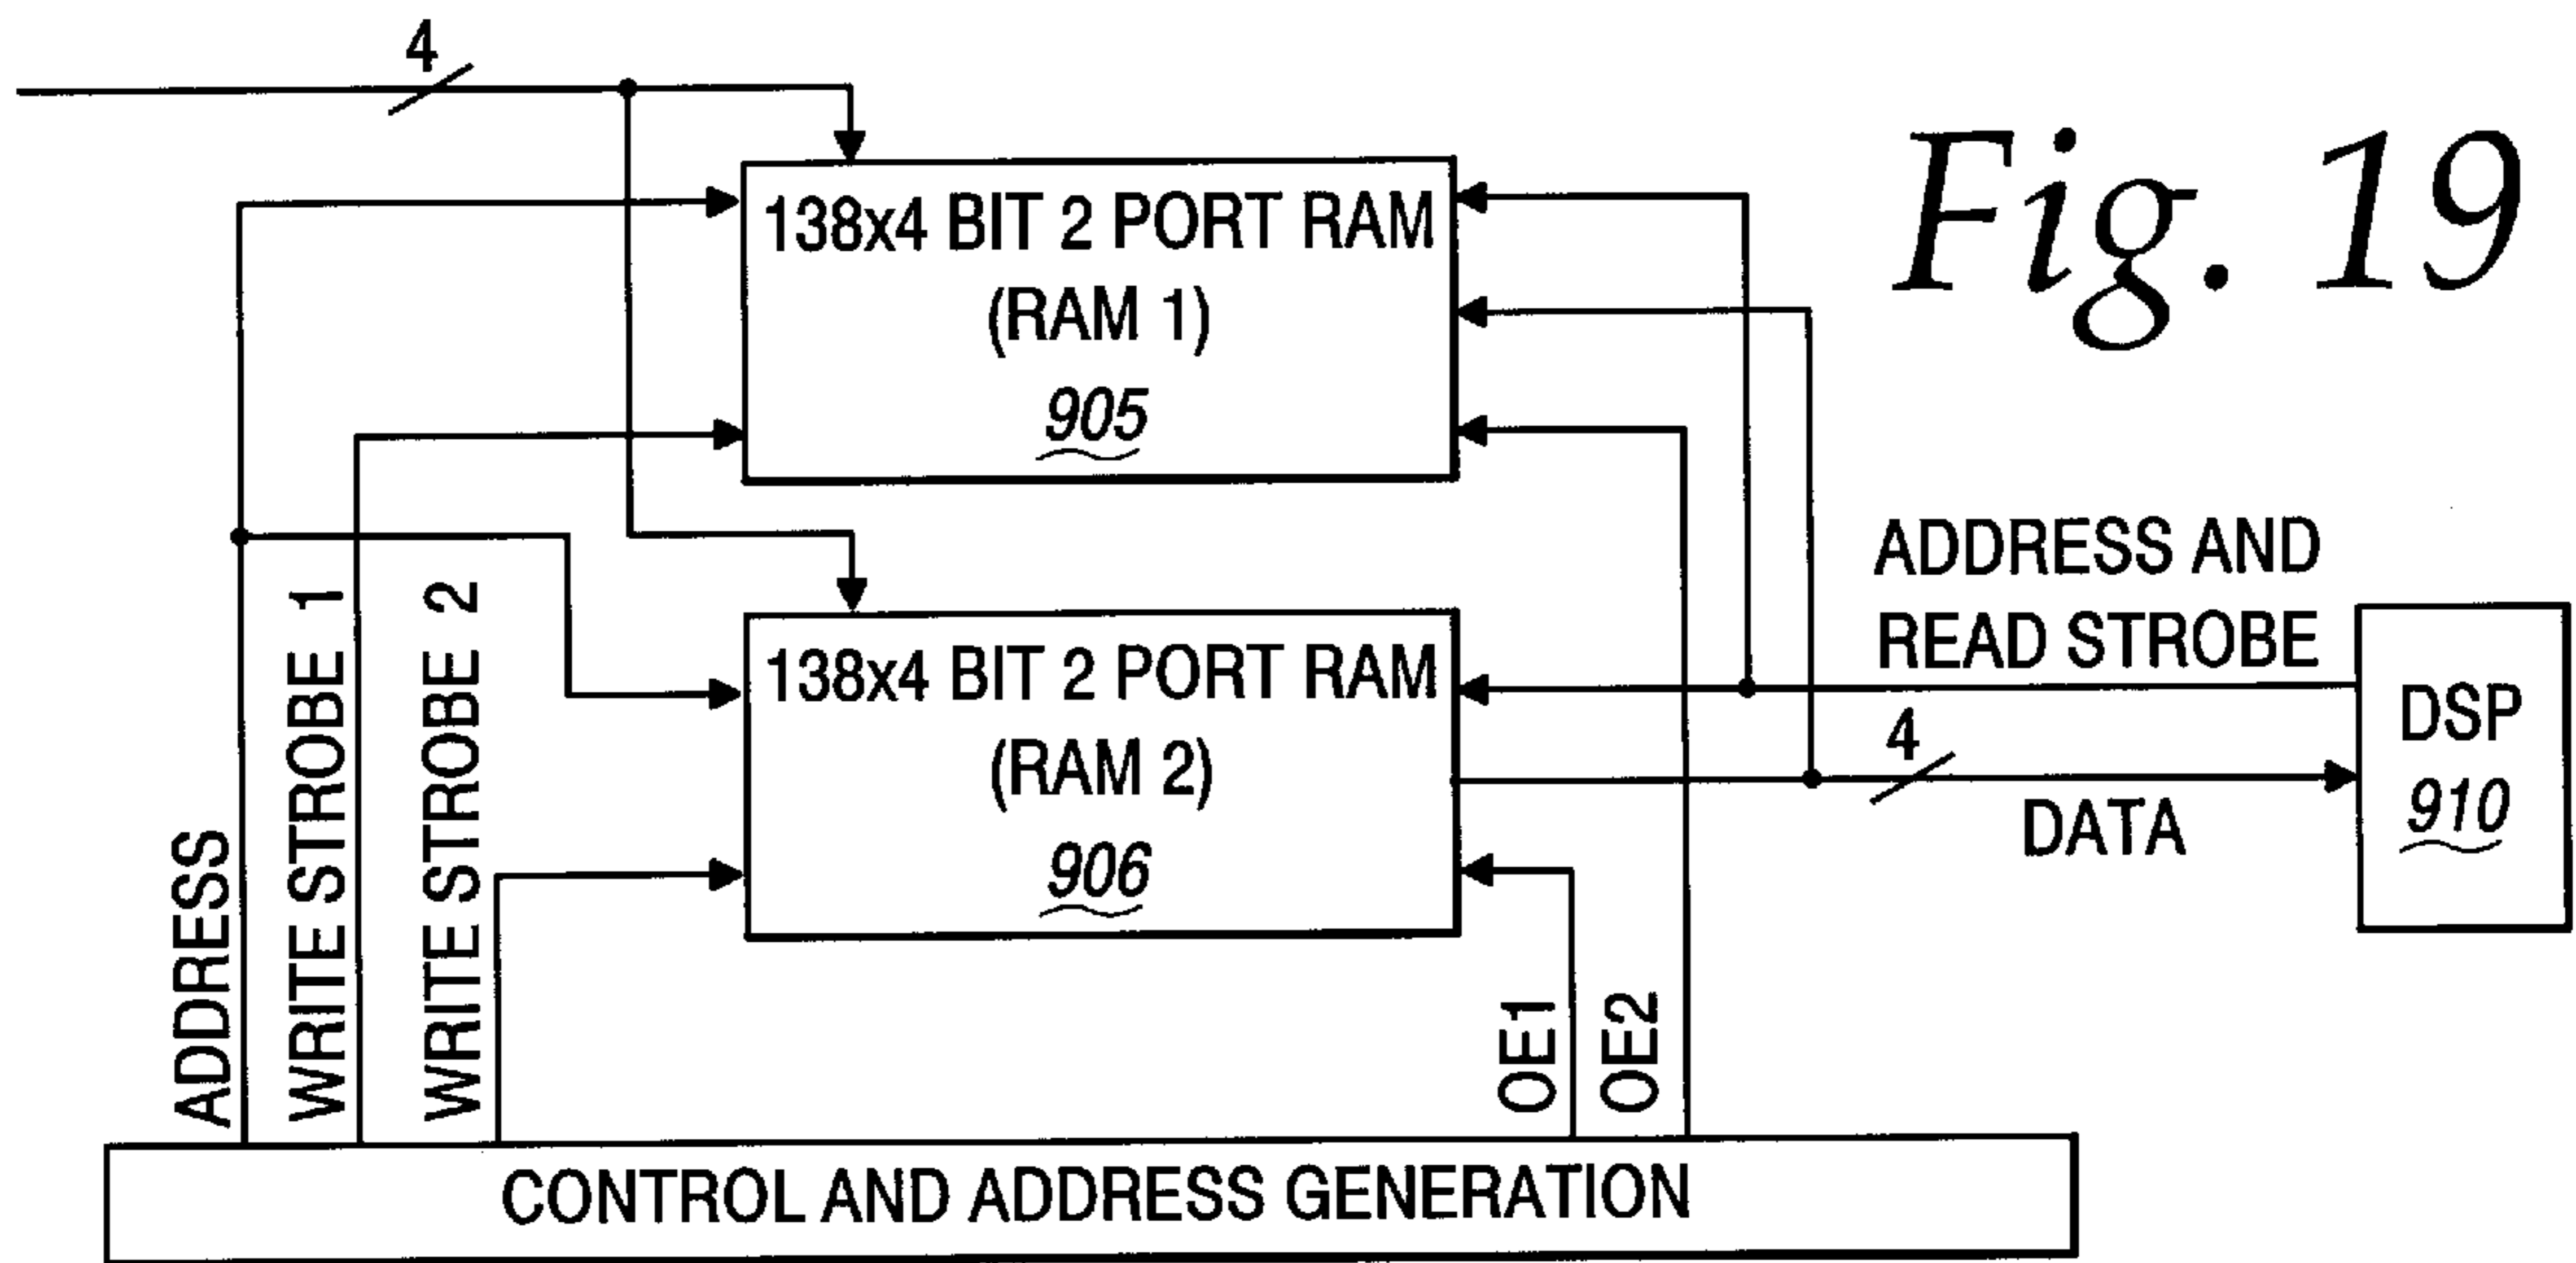 4
Fig. 19
138x4 BIT 2 PORT RAM
(RAM 1)
905
ADDRESS AND
READ STROBE
138x4 BIT 2 PORT RAM
(RAM 2)
906
4
DATA
DSP
910
ADDRESS
WRITE STROBE 1
WRITE STROBE 2
OE1
OE2
CONTROL AND ADDRESS GENERATION